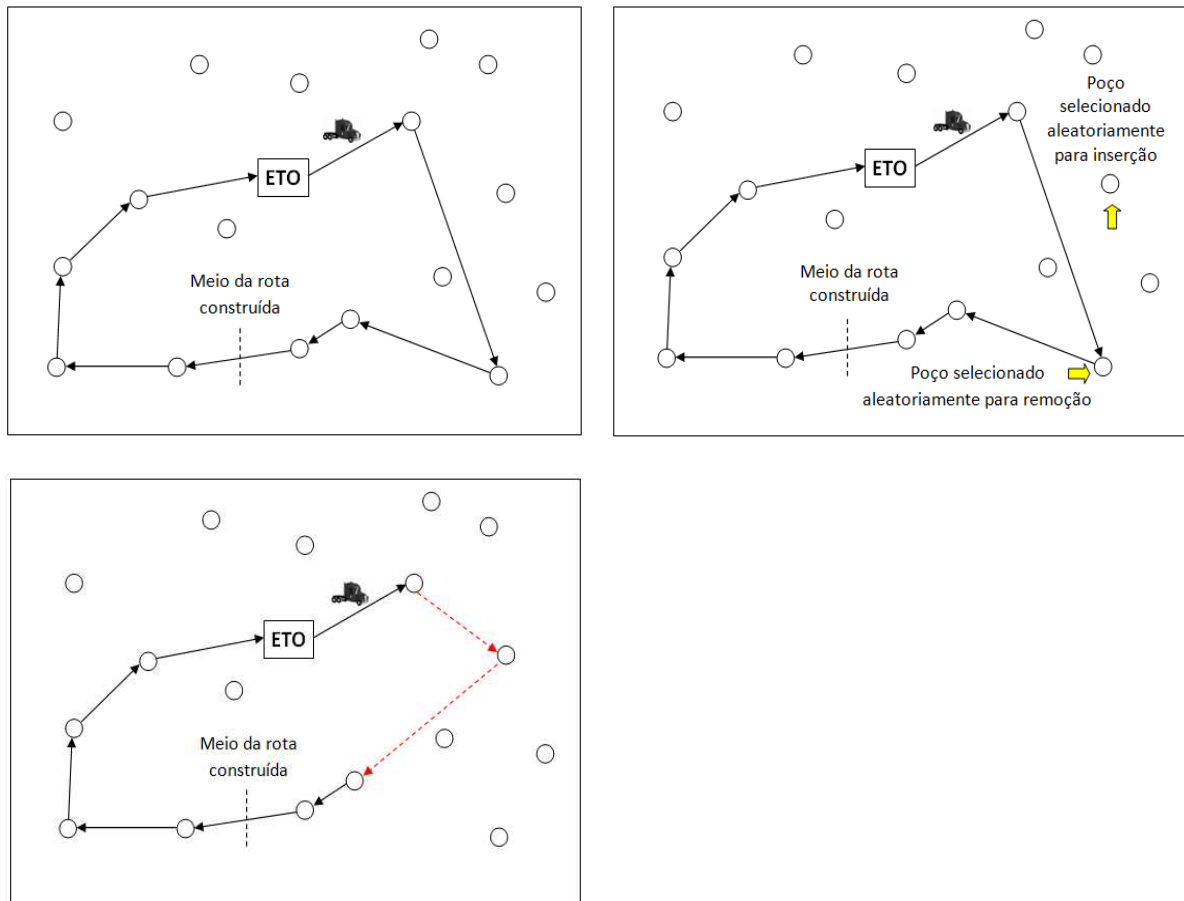 ETO
Meio da rota
construída
Poço
selecionado
aleatoriamente
para inserção
ETO
Meio da rota
construída
Poço selecionado
aleatoriamente para remoção
ETO
Meio da rota
construída